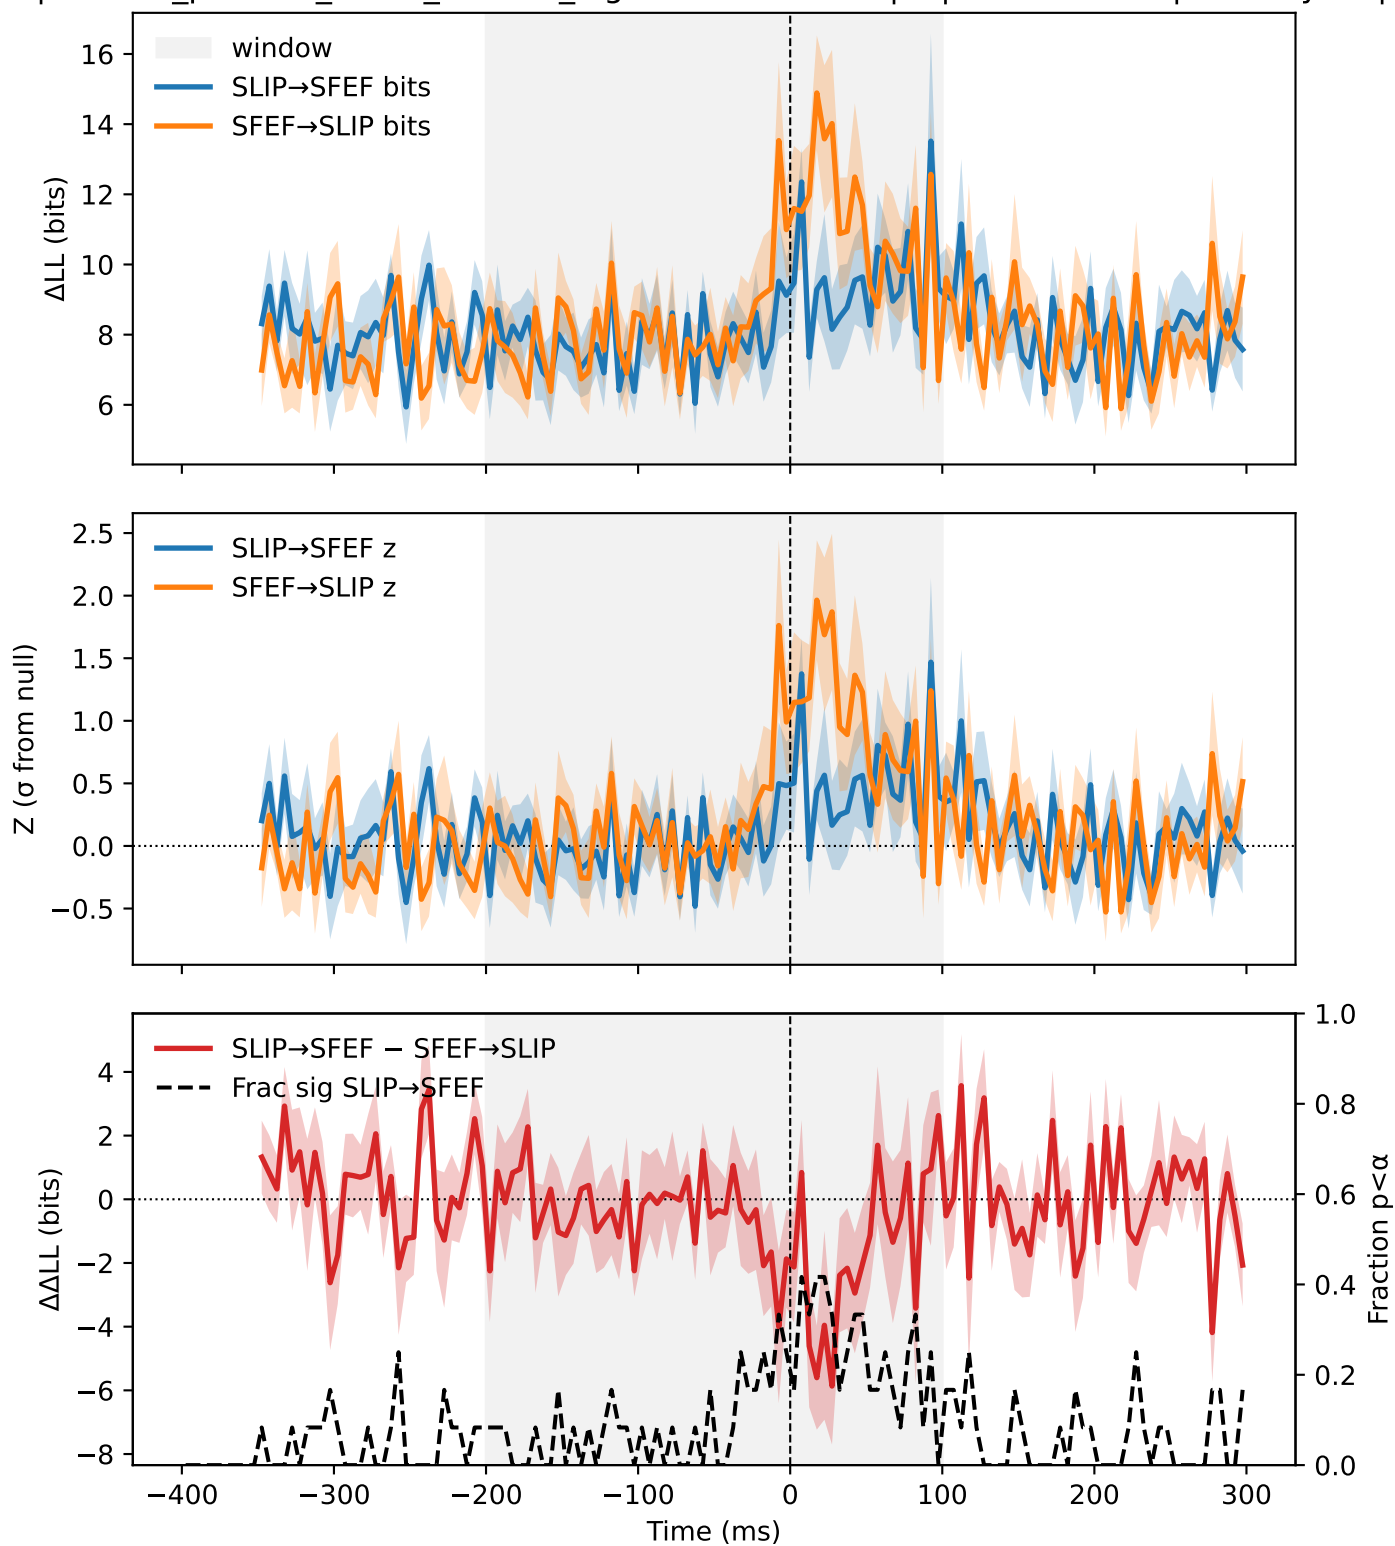 window
SLIP→SFEF bits
SFEF→SLIP bits
ΔLL (bits)
16
14
12
10
8
6
SLIP→SFEF z
SFEF→SLIP z
Z (σ from null)
2.5
2.0
1.5
1.0
0.5
0.0
−0.5
SLIP→SFEF − SFEF→SLIP
Frac sig SLIP→SFEF
ΔΔLL (bits)
4
2
0
−2
−4
−6
−8
1.0
0.8
0.6
0.4
0.2
0.0
Fraction p<α
−400 −300 −200 −100 0 100 200 300
Time (ms)